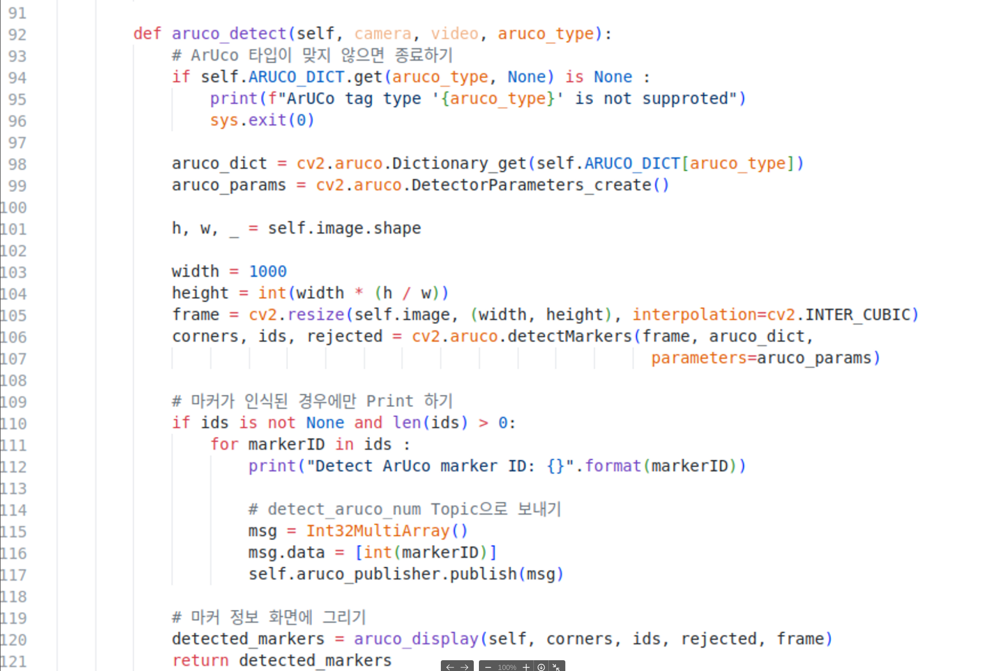 91
92 def aruco_detect(self, camera, video, aruco_type):
93 # ArUco 타입이 맞지 않으면 종료하기
94 if self.ARUCO_DICT.get(aruco_type, None) is None :
95 print(f"ArUCo tag type '{aruco_type}' is not supproted")
96 sys.exit(0)
97
98 aruco_dict = cv2.aruco.Dictionary_get(self.ARUCO_DICT[aruco_type])
99 aruco_params = cv2.aruco.DetectorParameters_create()
100
101 h, w, _ = self.image.shape
102
103 width = 1000
104 height = int(width * (h / w))
105 frame = cv2.resize(self.image, (width, height), interpolation=cv2.INTER_CUBIC)
106 corners, ids, rejected = cv2.aruco.detectMarkers(frame, aruco_dict,
107 parameters=aruco_params)
108
109 # 마커가 인식된 경우에만 Print 하기
110 if ids is not None and len(ids) > 0:
111 for markerID in ids :
112 print("Detect ArUco marker ID: {}".format(markerID))
113
114 # detect_aruco_num Topic으로 보내기
115 msg = Int32MultiArray()
116 msg.data = [int(markerID)]
117 self.aruco_publisher.publish(msg)
118
119 # 마커 정보 화면에 그리기
120 detected_markers = aruco_display(self, corners, ids, rejected, frame)
121 return detected_markers
100%